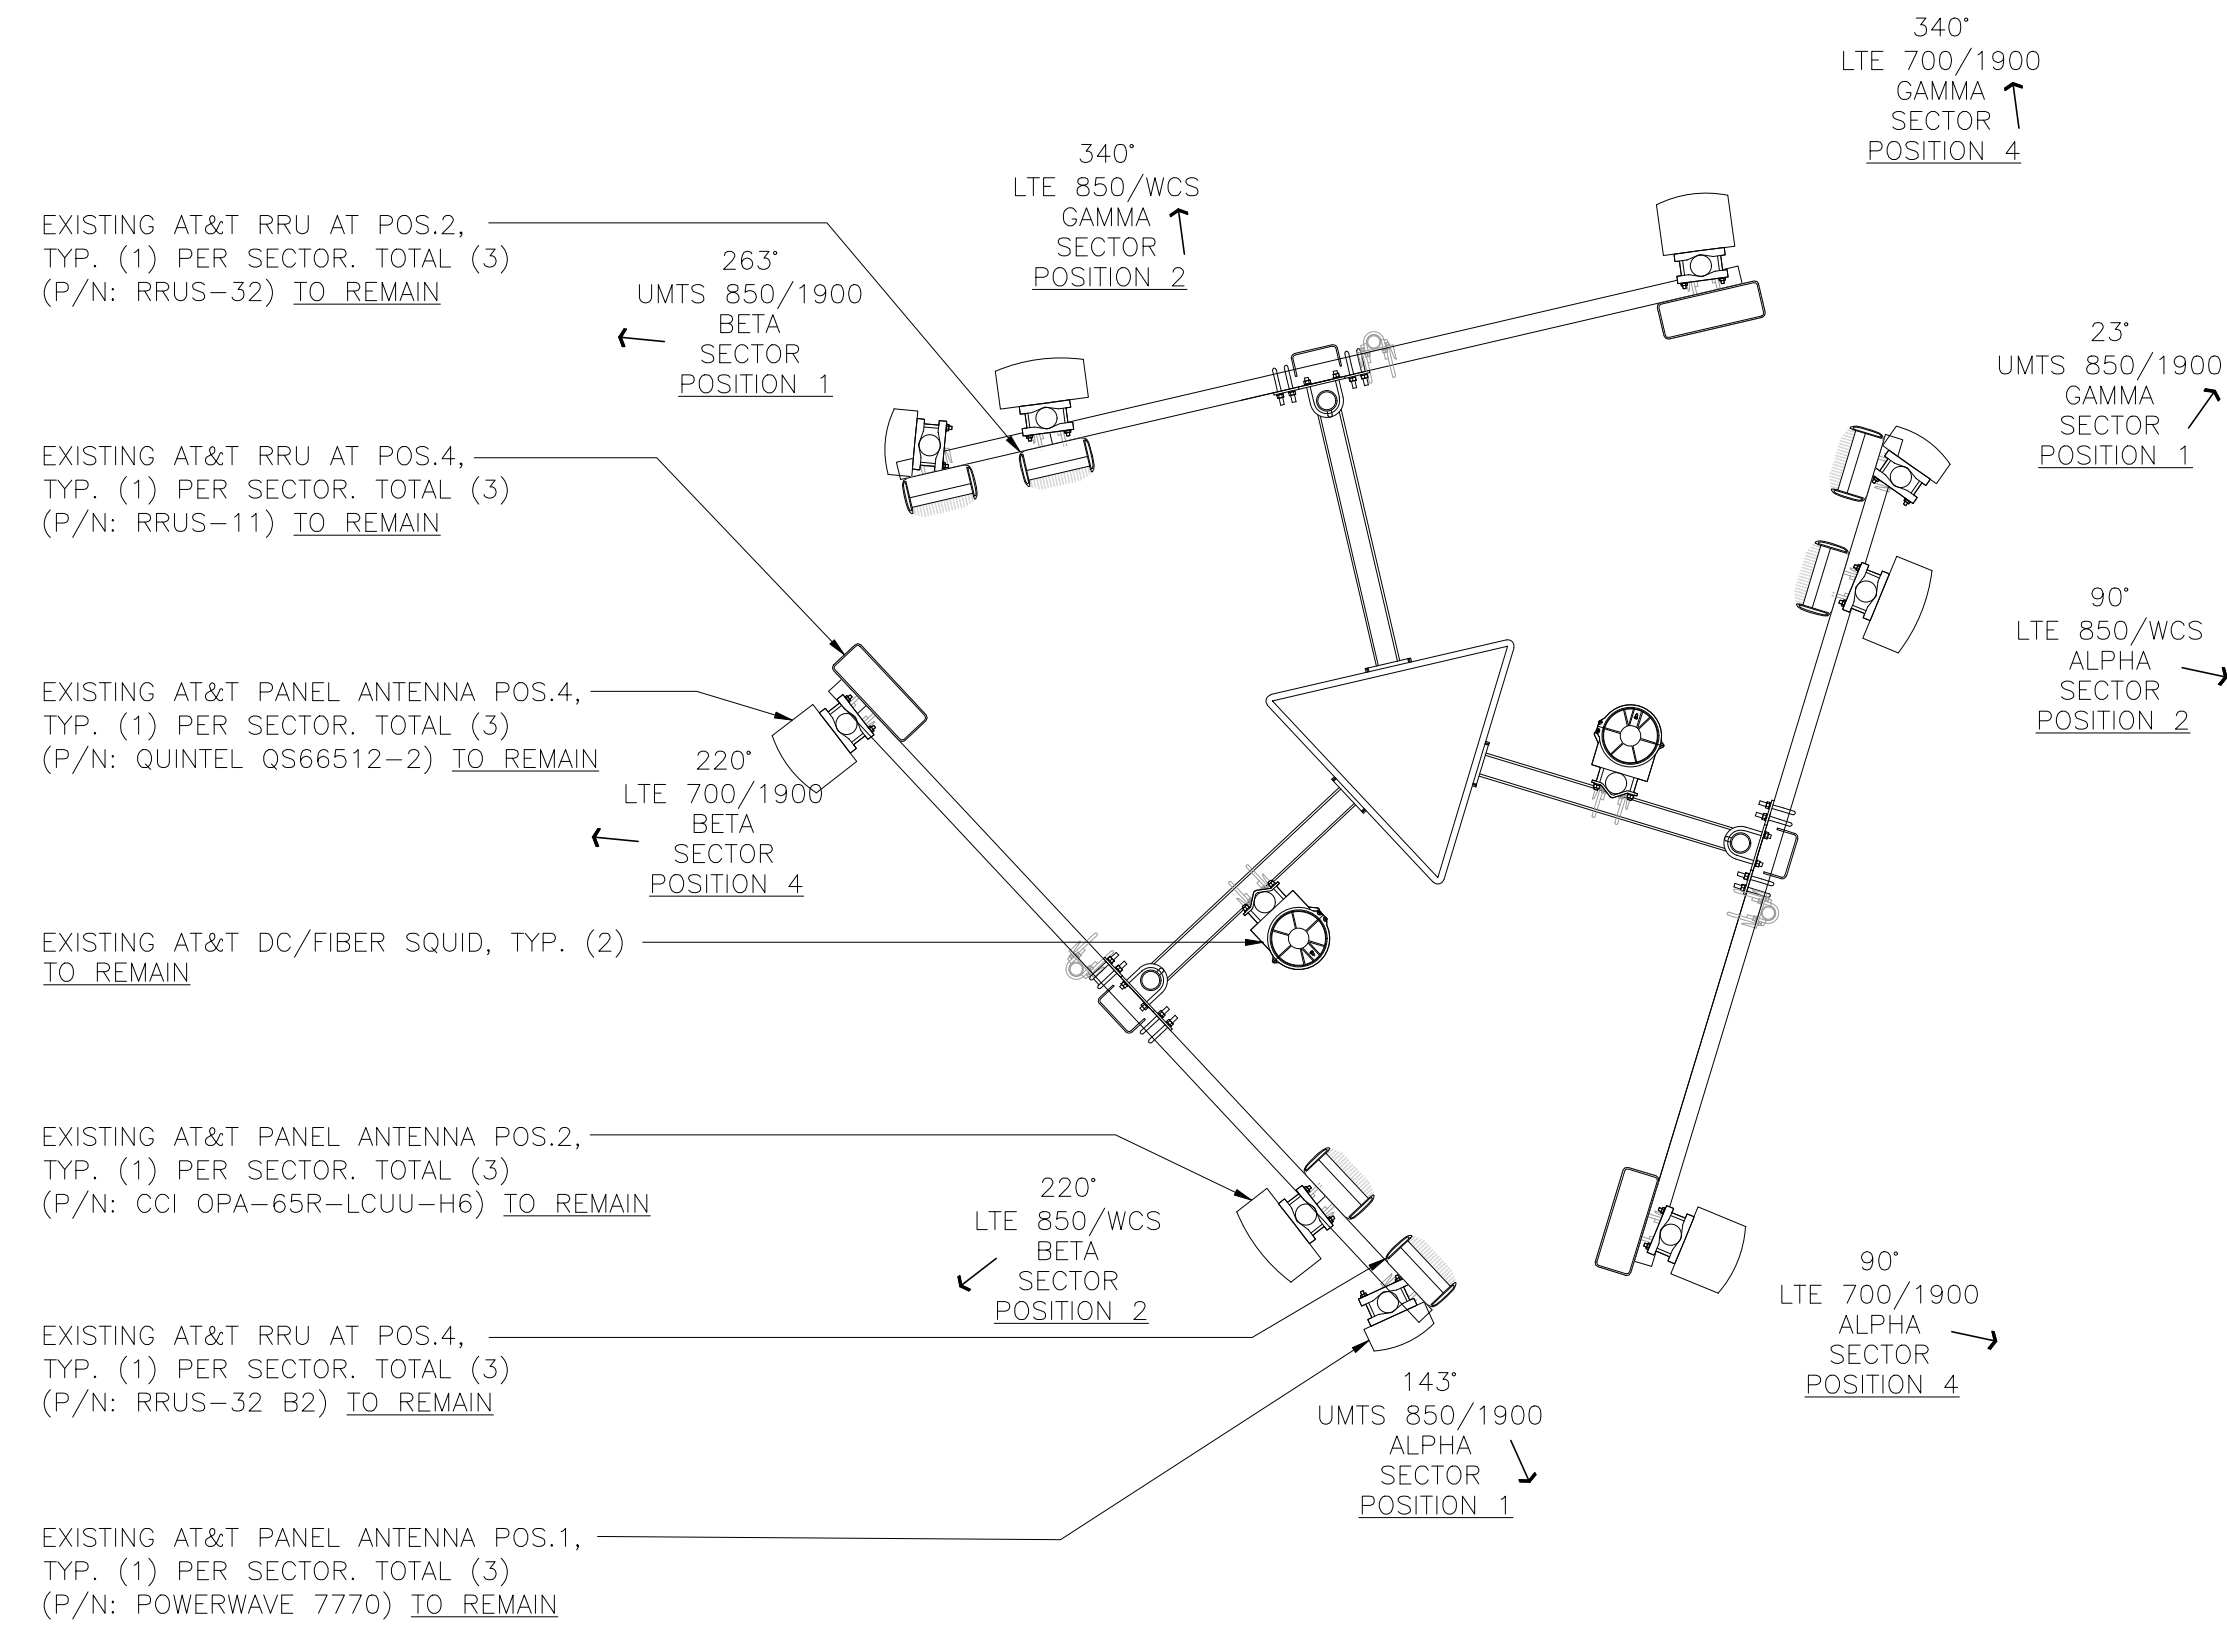 340°
LTE 700/1900
GAMMA
SECTOR
POSITION 4
340°
LTE 850/WCS
GAMMA
SECTOR
POSITION 2
EXISTING AT&T RRU AT POS.2,
TYP. (1) PER SECTOR. TOTAL (3)
(P/N: RRUS-32) TO REMAIN
263°
UMTS 850/1900
BETA
SECTOR
POSITION 1
23°
UMTS 850/1900
GAMMA
SECTOR
POSITION 1
EXISTING AT&T RRU AT POS.4,
TYP. (1) PER SECTOR. TOTAL (3)
(P/N: RRUS-11) TO REMAIN
90°
LTE 850/WCS
ALPHA
SECTOR
POSITION 2
EXISTING AT&T PANEL ANTENNA POS.4,
TYP. (1) PER SECTOR. TOTAL (3)
(P/N: QUINTEL QS66512-2) TO REMAIN
220°
LTE 700/1900
BETA
SECTOR
POSITION 4
EXISTING AT&T DC/FIBER SQUID, TYP. (2)
TO REMAIN
EXISTING AT&T PANEL ANTENNA POS.2,
TYP. (1) PER SECTOR. TOTAL (3)
(P/N: CCI OPA-65R-LCUU-H6) TO REMAIN
220°
LTE 850/WCS
BETA
SECTOR
POSITION 2
90°
LTE 700/1900
ALPHA
SECTOR
POSITION 4
EXISTING AT&T RRU AT POS.4,
TYP. (1) PER SECTOR. TOTAL (3)
(P/N: RRUS-32 B2) TO REMAIN
143°
UMTS 850/1900
ALPHA
SECTOR
POSITION 1
EXISTING AT&T PANEL ANTENNA POS.1,
TYP. (1) PER SECTOR. TOTAL (3)
(P/N: POWERWAVE 7770) TO REMAIN